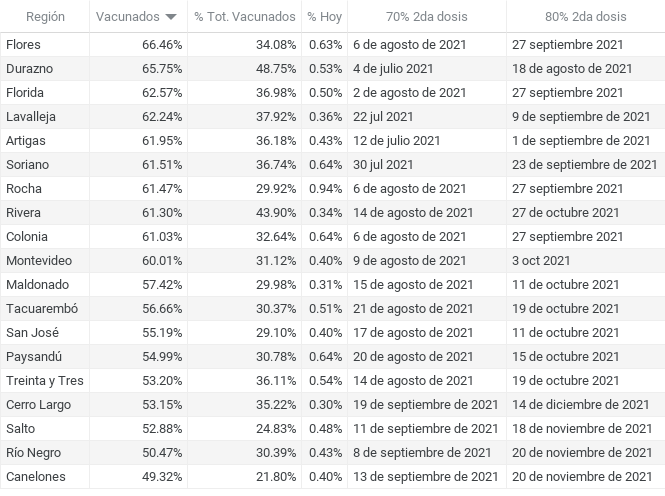 Región Vacunados % Tot. Vacunados % Hoy 70% 2da dosis 80% 2da dosis
Flores 66.46% 34.08% 0.63% 6 de agosto de 2021 27 septiembre 2021
Durazno 65.75% 48.75% 0.53% 4 de julio 2021 18 de agosto de 2021
Florida 62.57% 36.98% 0.50% 2 de agosto de 2021 27 septiembre 2021
Lavalleja 62.24% 37.92% 0.36% 22 jul 2021 9 de septiembre de 2021
Artigas 61.95% 36.18% 0.43% 12 de julio 2021 1 de septiembre de 2021
Soriano 61.51% 36.74% 0.64% 30 jul 2021 23 de septiembre de 2021
Rocha 61.47% 29.92% 0.94% 6 de agosto de 2021 27 septiembre 2021
Rivera 61.30% 43.90% 0.34% 14 de agosto de 2021 27 de octubre 2021
Colonia 61.03% 32.64% 0.64% 6 de agosto de 2021 27 septiembre 2021
Montevideo 60.01% 31.12% 0.40% 9 de agosto de 2021 3 oct 2021
Maldonado 57.42% 29.98% 0.31% 15 de agosto de 2021 11 de octubre 2021
Tacuarembó 56.66% 30.37% 0.51% 21 de agosto de 2021 19 de octubre 2021
San José 55.19% 29.10% 0.40% 17 de agosto de 2021 11 de octubre 2021
Paysandú 54.99% 30.78% 0.64% 20 de agosto de 2021 15 de octubre 2021
Treinta y Tres 53.20% 36.11% 0.54% 14 de agosto de 2021 19 de octubre 2021
Cerro Largo 53.15% 35.22% 0.30% 19 de septiembre de 2021 14 de diciembre de 2021
Salto 52.88% 24.83% 0.48% 11 de septiembre de 2021 18 de noviembre de 2021
Río Negro 50.47% 30.39% 0.43% 8 de septiembre de 2021 20 de noviembre de 2021
Canelones 49.32% 21.80% 0.40% 13 de septiembre de 2021 20 de noviembre de 2021